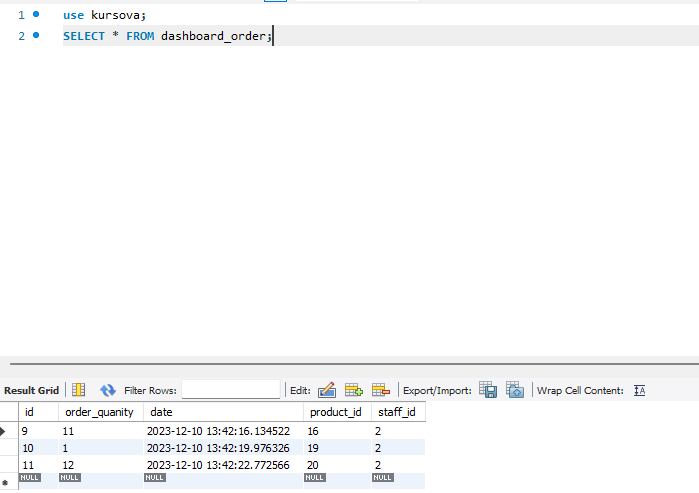 1 use kursova;
2 SELECT * FROM dashboard_order;
Result Grid Filter Rows: Edit: Export/Import: Wrap Cell Content:
id order_quanity date product_id staff_id
9 11 2023-12-10 13:42:16.134522 16 2
10 1 2023-12-10 13:42:19.976326 19 2
11 12 2023-12-10 13:42:22.772566 20 2
NULL NULL NULL NULL NULL